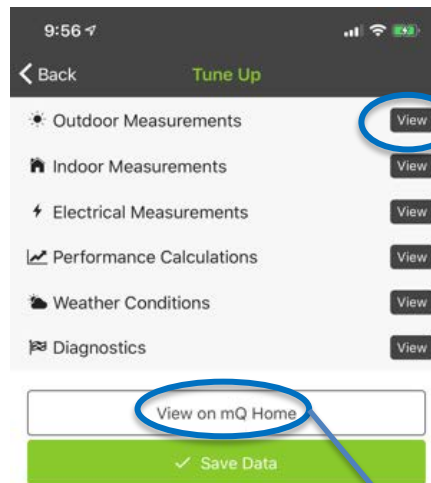 9:56
Back Tune Up
Outdoor Measurements View
Indoor Measurements View
Electrical Measurements View
Performance Calculations View
Weather Conditions View
Diagnostics View
View on mQ Home
✓ Save Data